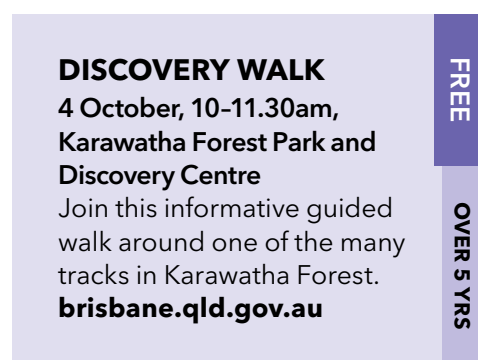 DISCOVERY WALK
4 October, 10–11.30am,
Karawatha Forest Park and
Discovery Centre
Join this informative guided
walk around one of the many
tracks in Karawatha Forest.
brisbane.qld.gov.au
FREE
OVER 5 YRS